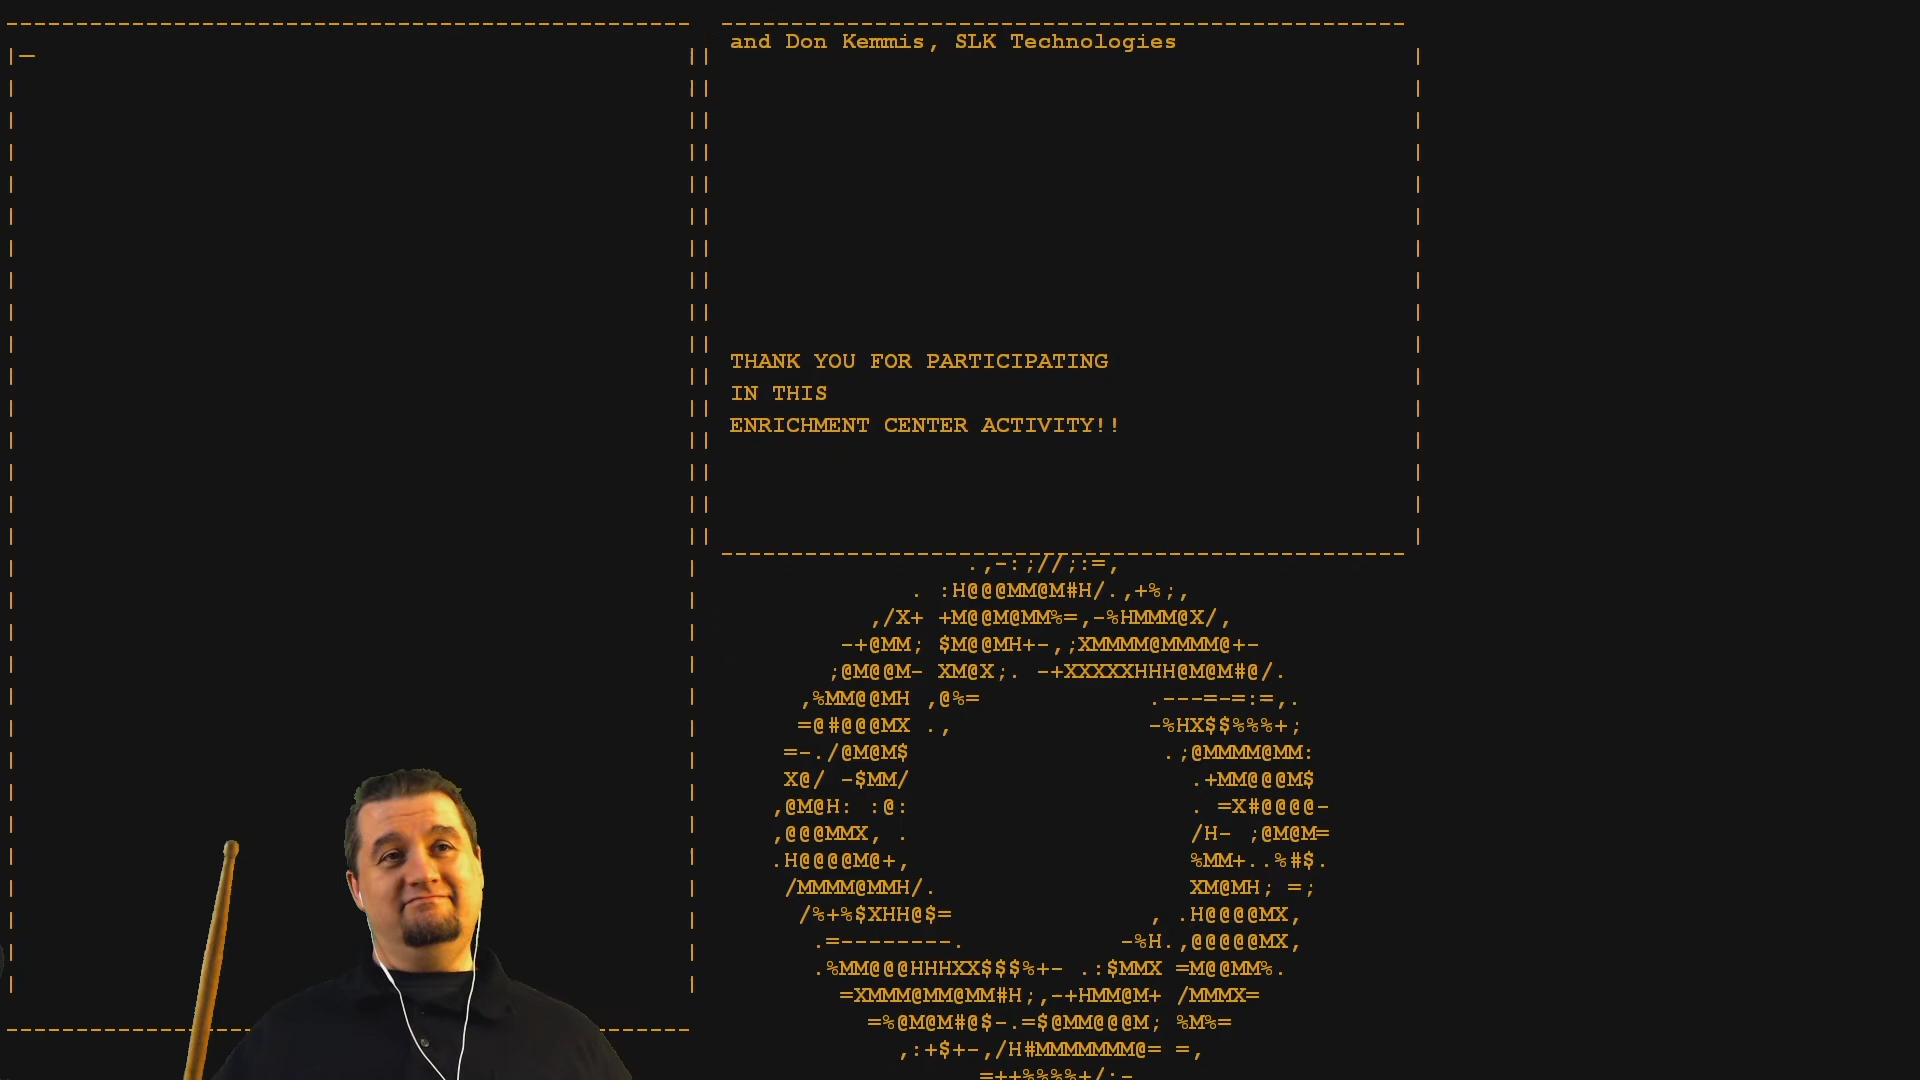 and Don Kemmis, SLK Technologies
THANK YOU FOR PARTICIPATING
IN THIS
ENRICHMENT CENTER ACTIVITY!!